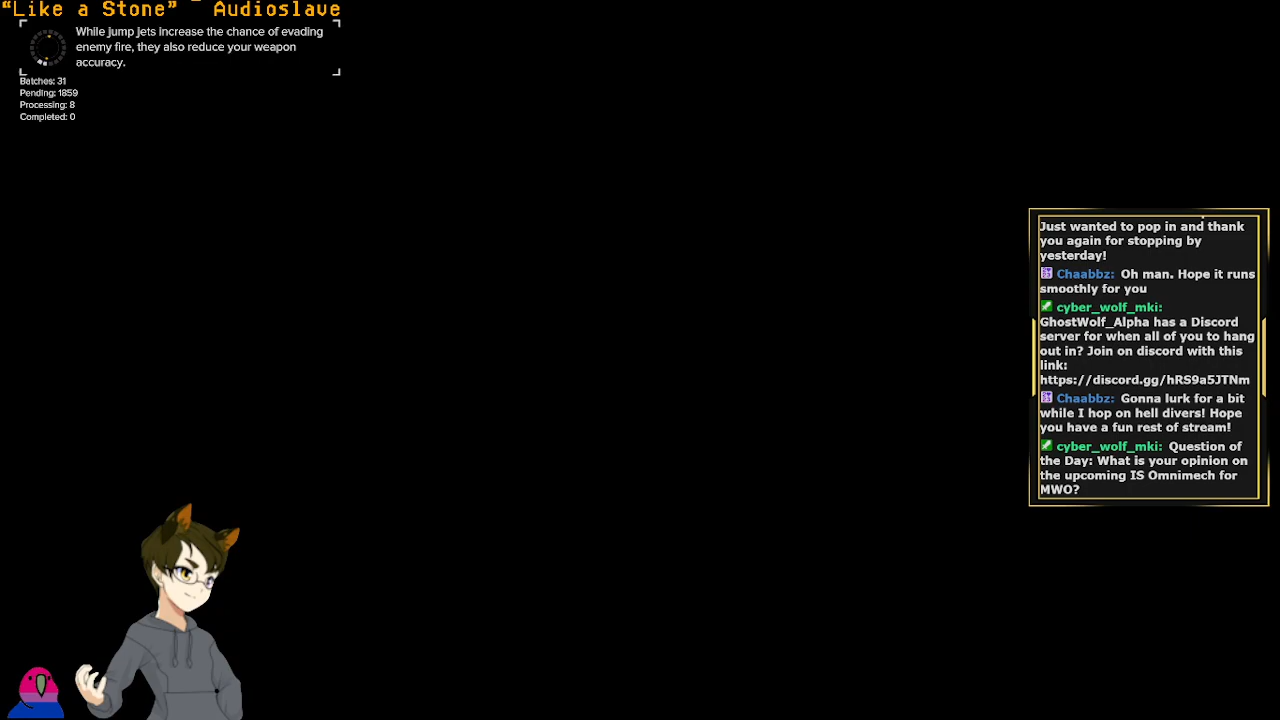 “Like a Stone” ~ Audioslave
While jump jets increase the chance of evading
enemy fire, they also reduce your weapon
accuracy.
Batches: 31
Pending: 1859
Processing: 8
Completed: 0
Just wanted to pop in and thank
you again for stopping by
yesterday!
Chaabbz: Oh man. Hope it runs
smoothly for you
cyber_wolf_mki:
GhostWolf_Alpha has a Discord
server for when all of you to hang
out in? Join on discord with this
link:
https://discord.gg/hRS9a5JTNm
Chaabbz: Gonna lurk for a bit
while I hop on hell divers! Hope
you have a fun rest of stream!
cyber_wolf_mki: Question of
the Day: What is your opinion on
the upcoming IS Omnimech for
MWO?